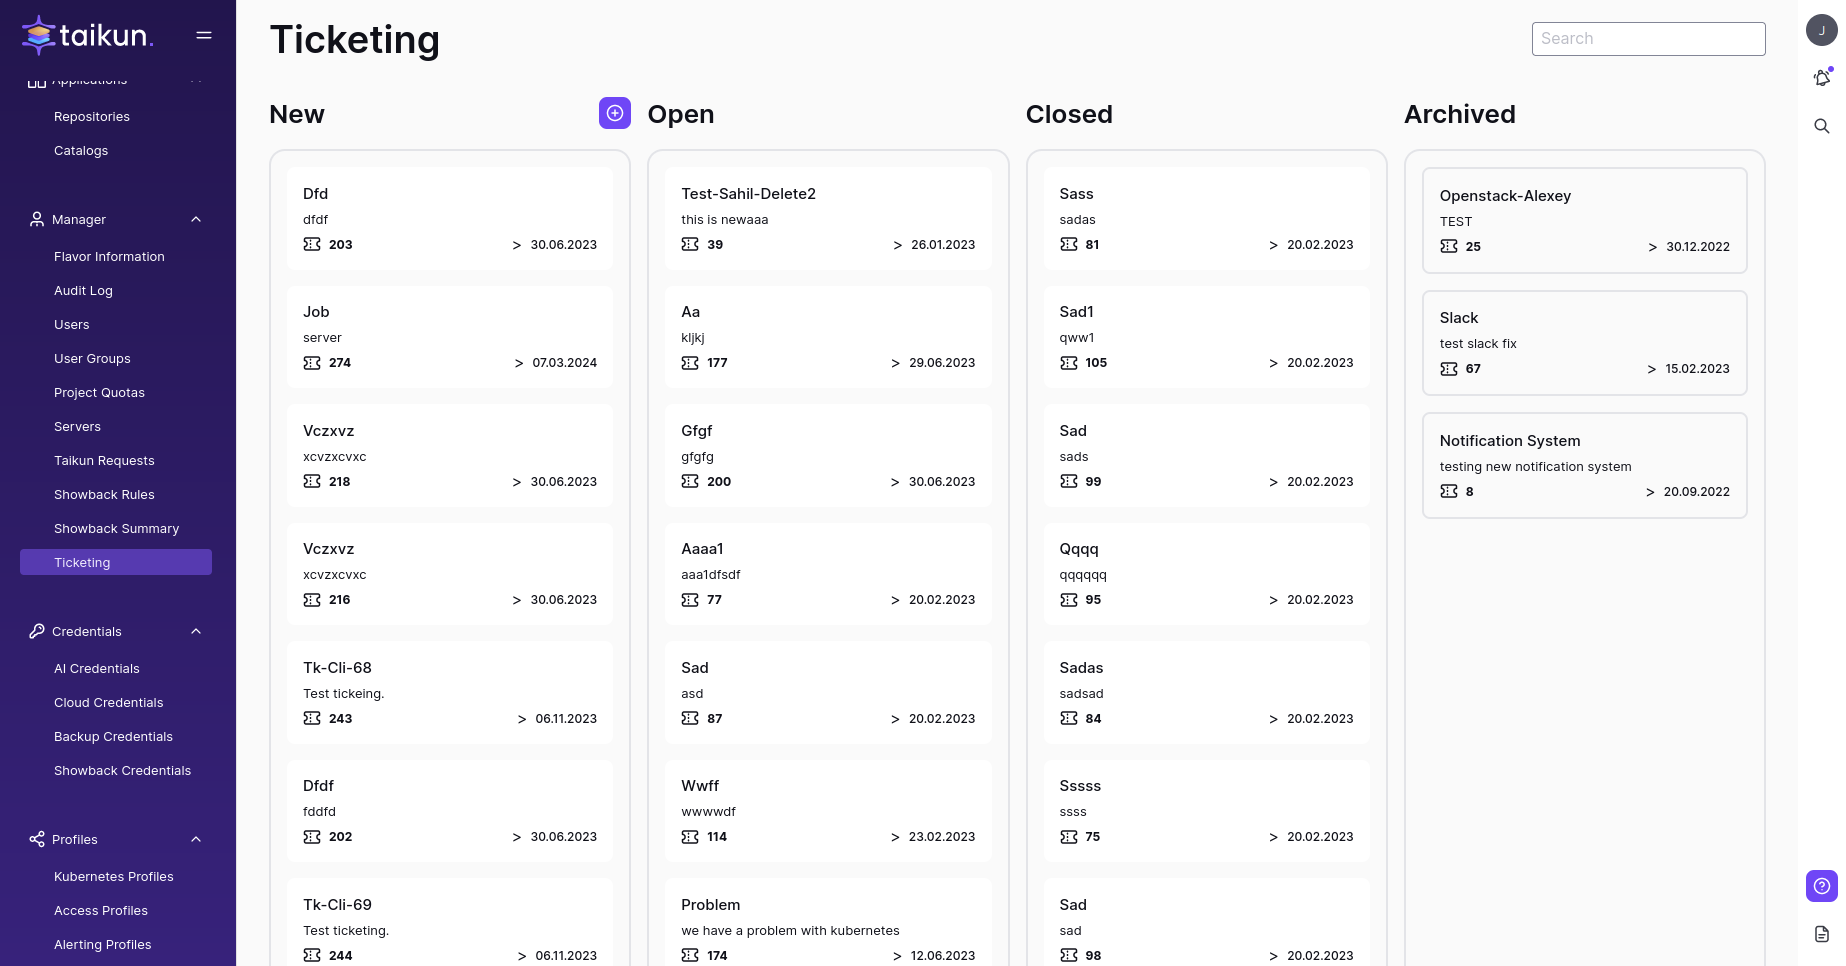 taikun.
Applications
Repositories
Catalogs
Manager
Flavor Information
Audit Log
Users
User Groups
Project Quotas
Servers
Taikun Requests
Showback Rules
Showback Summary
Ticketing
Credentials
AI Credentials
Cloud Credentials
Backup Credentials
Showback Credentials
Profiles
Kubernetes Profiles
Access Profiles
Alerting Profiles
Ticketing
Search
J
New
Dfd
dfdf
203 > 30.06.2023
Job
server
274 > 07.03.2024
Vczxvz
xcvzxcvxc
218 > 30.06.2023
Vczxvz
xcvzxcvxc
216 > 30.06.2023
Tk-Cli-68
Test tickeing.
243 > 06.11.2023
Dfdf
fddfd
202 > 30.06.2023
Tk-Cli-69
Test ticketing.
244 > 06.11.2023
Open
Test-Sahil-Delete2
this is newaaa
39 > 26.01.2023
Aa
kljkj
177 > 29.06.2023
Gfgf
gfgfg
200 > 30.06.2023
Aaaa1
aaa1dfsdf
77 > 20.02.2023
Sad
asd
87 > 20.02.2023
Wwff
wwwwdf
114 > 23.02.2023
Problem
we have a problem with kubernetes
174 > 12.06.2023
Closed
Sass
sadas
81 > 20.02.2023
Sad1
qww1
105 > 20.02.2023
Sad
sads
99 > 20.02.2023
Qqqq
qqqqqq
95 > 20.02.2023
Sadas
sadsad
84 > 20.02.2023
Sssss
ssss
75 > 20.02.2023
Sad
sad
98 > 20.02.2023
Archived
Openstack-Alexey
TEST
25 > 30.12.2022
Slack
test slack fix
67 > 15.02.2023
Notification System
testing new notification system
8 > 20.09.2022